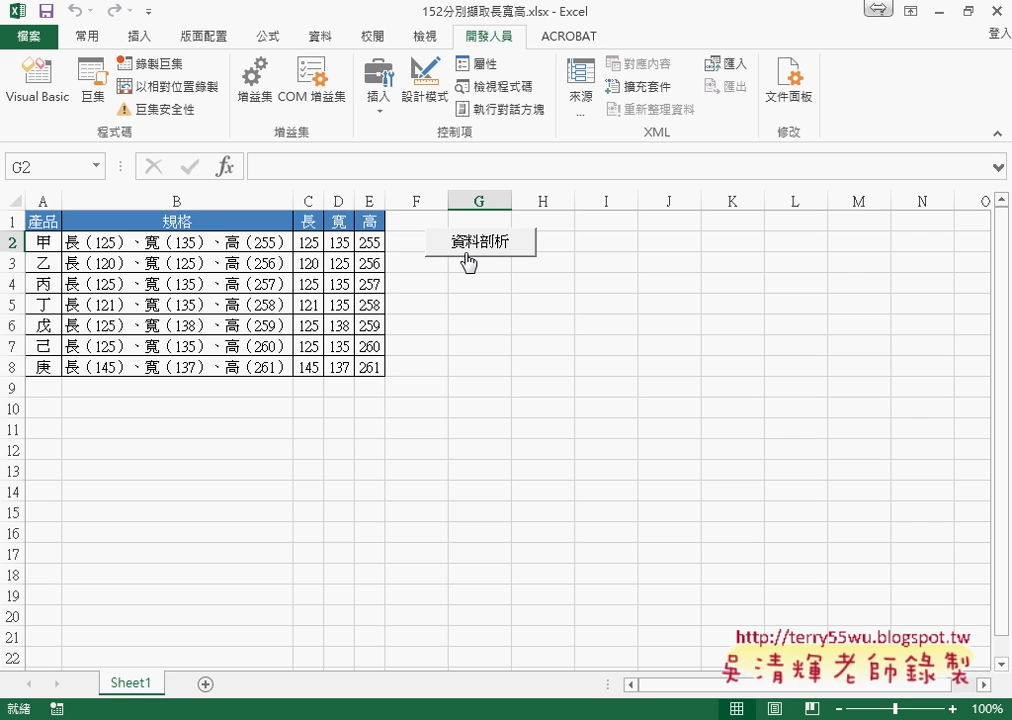 152分別擷取長寬高.xlsx - Excel
檔案 常用 插入 版面配置 公式 資料 校閱 檢視 開發人員 ACROBAT 登入
Visual Basic 巨集 錄製巨集 以相對位置錄製 巨集安全性 增益集 COM 增益集 插入 設計模式 屬性 檢視程式碼 執行對話方塊 來源 ... 對應內容 擴充套件 重新整理資料 匯入 匯出 文件面板
程式碼 增益集 控制項 XML 修改
G2 fx
A B C D E F G H I J K L M N O
1 產品 規格 長 寬 高
2 甲 長（125）、寬（135）、高（255） 125 135 255 資料剖析
3 乙 長（120）、寬（125）、高（256） 120 125 256
4 丙 長（125）、寬（135）、高（257） 125 135 257
5 丁 長（121）、寬（135）、高（258） 121 135 258
6 戊 長（125）、寬（138）、高（259） 125 138 259
7 己 長（125）、寬（135）、高（260） 125 135 260
8 庚 長（145）、寬（137）、高（261） 145 137 261
9
10
11
12
13
14
15
16
17
18
19
20
21
22
http://terry55wu.blogspot.tw
吳清輝老師錄製
Sheet1
就緒 100%